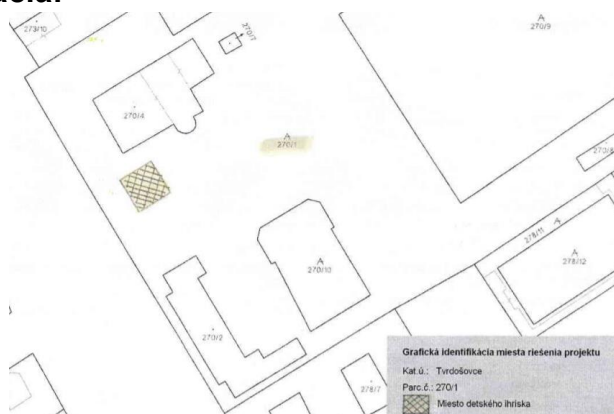 273/10
270/7
A
270/9
270/4
A
270/1
270/8
278/11 A
A
278/12
A
270/10
270/2
278/7
Grafická identifikácia miesta riešenia projektu
Kat.ú.: Tvrdošovce
Parc.č.: 270/1
Miesto detského ihriska